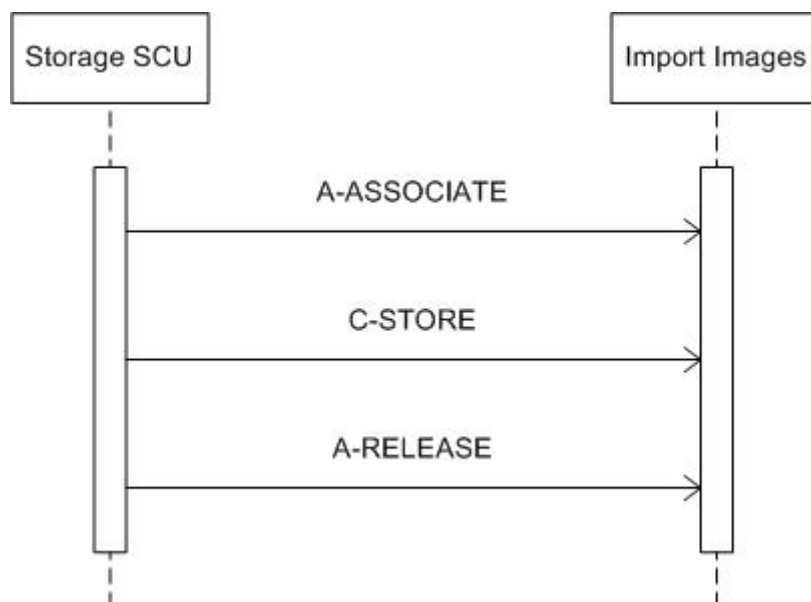 Storage SCU
Import Images
A-ASSOCIATE
C-STORE
A-RELEASE